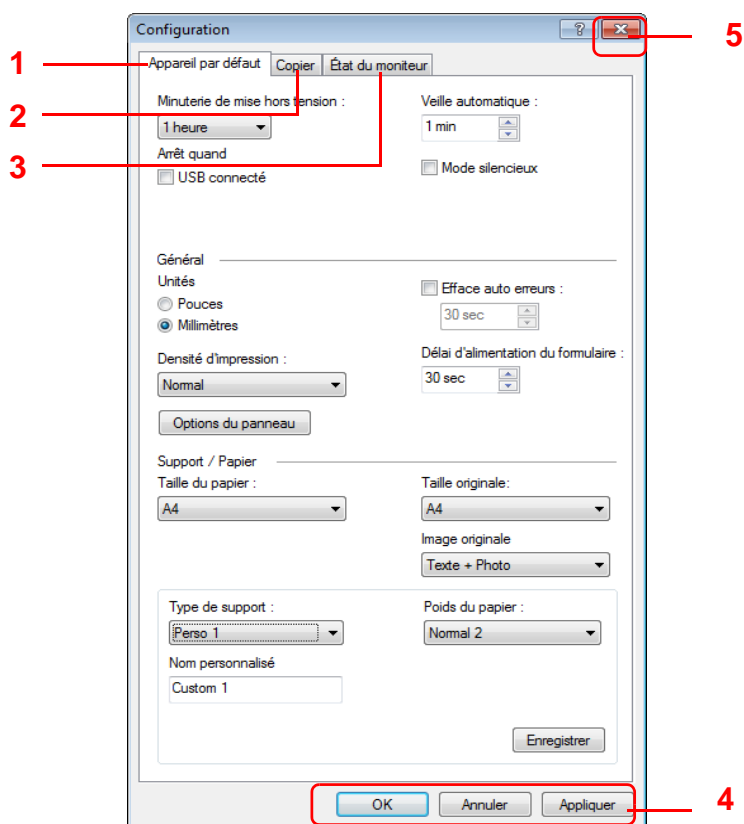 Configuration
5
1
Appareil par défaut
Copier
État du moniteur
2
3
Minuterie de mise hors tension :
Veille automatique :
1 heure
1 min
Arrêt quand
USB connecté
Mode silencieux
Général
Unités
Efface auto erreurs :
Pouces
30 sec
Millimètres
Densité d'impression :
Délai d'alimentation du formulaire :
Normal
30 sec
Options du panneau
Support / Papier
Taille du papier :
Taille originale:
A4
A4
Image originale
Texte + Photo
Type de support :
Poids du papier :
Perso 1
Normal 2
Nom personnalisé
Custom 1
Enregistrer
OK
Annuler
Appliquer
4